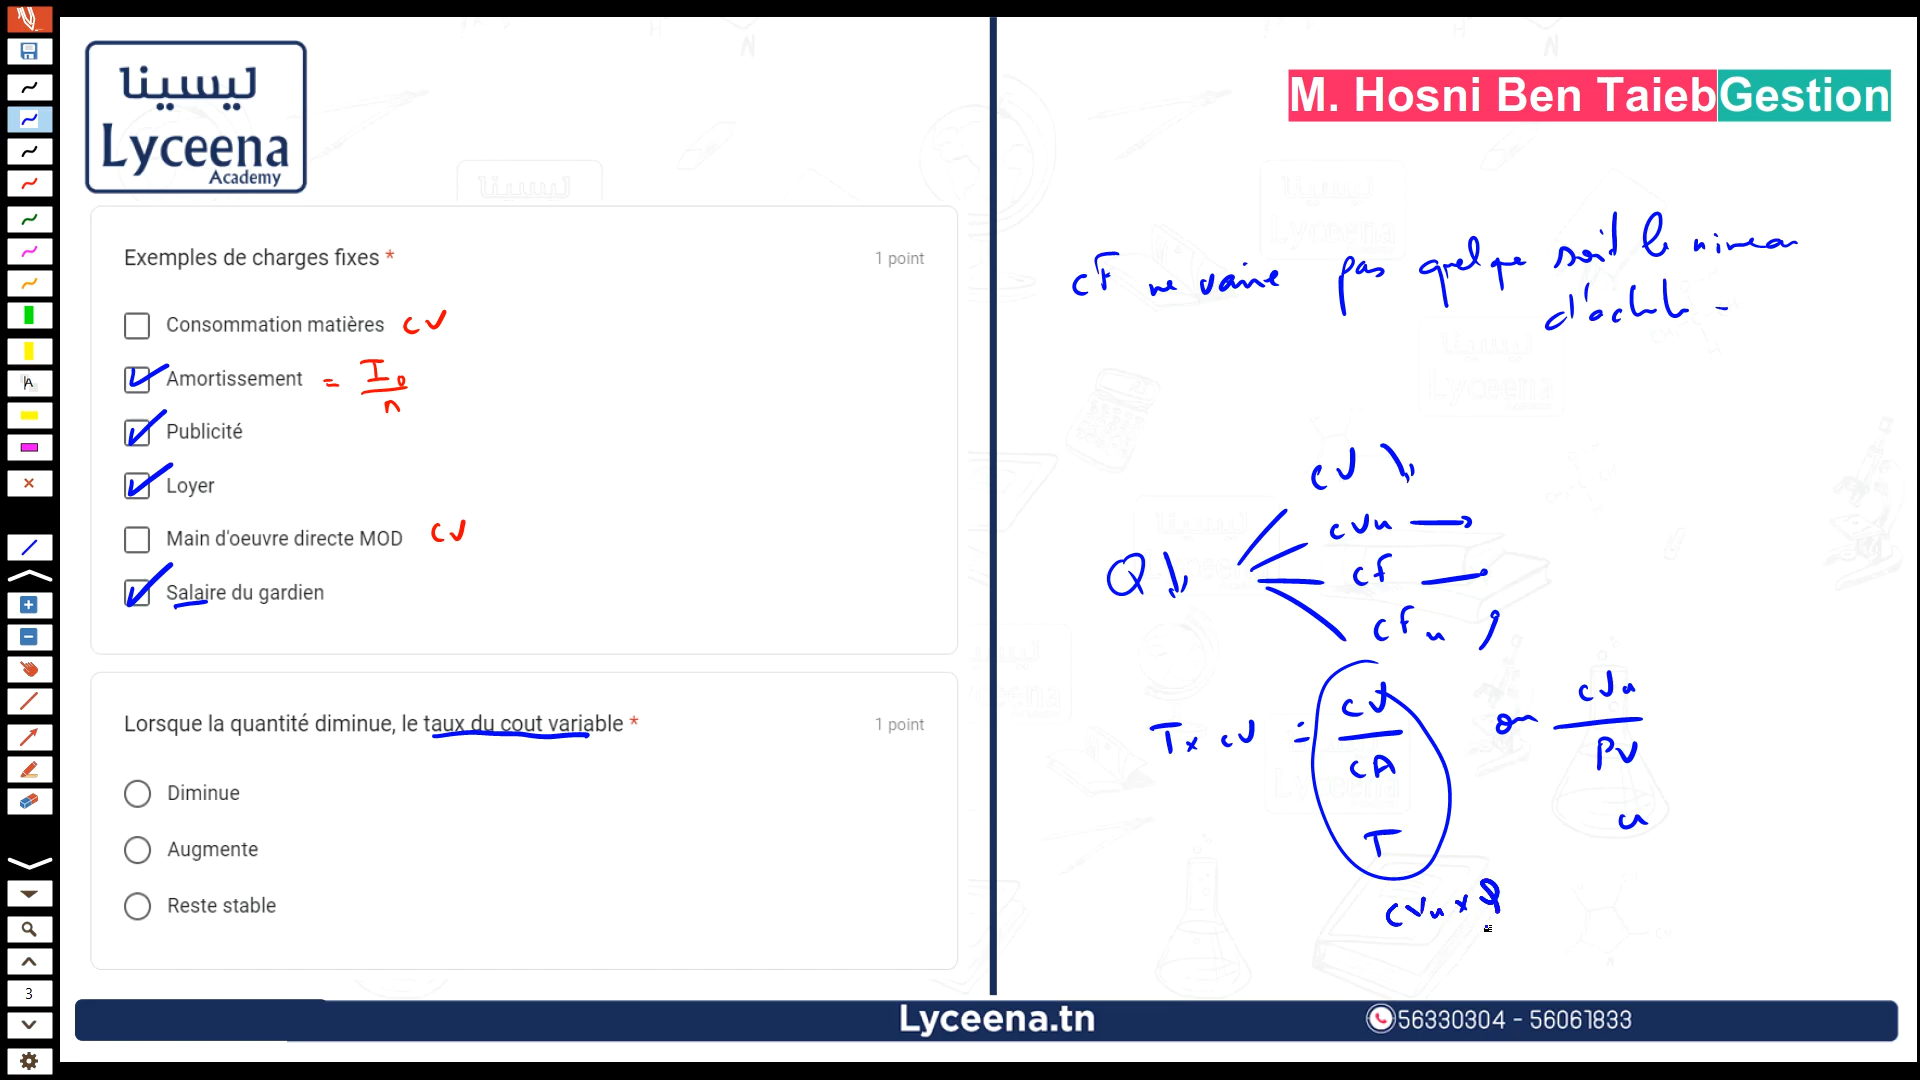 ليسينا
Lyceena
Academy
M. Hosni Ben Taieb Gestion
Exemples de charges fixes *
1 point
Consommation matières CV
Amortissement = I0 / n
Publicité
Loyer
Main d'oeuvre directe MOD CV
Salaire du gardien
Lorsque la quantité diminue, le taux du cout variable *
1 point
Diminue
Augmente
Reste stable
CF ne varie pas quelque soit le niveau
CV
CVu
Q
CF
CFu
Tx CV = CV / CA ou CVu / PV
u
T
CVu x Q
3
Lyceena.tn
56330304 - 56061833